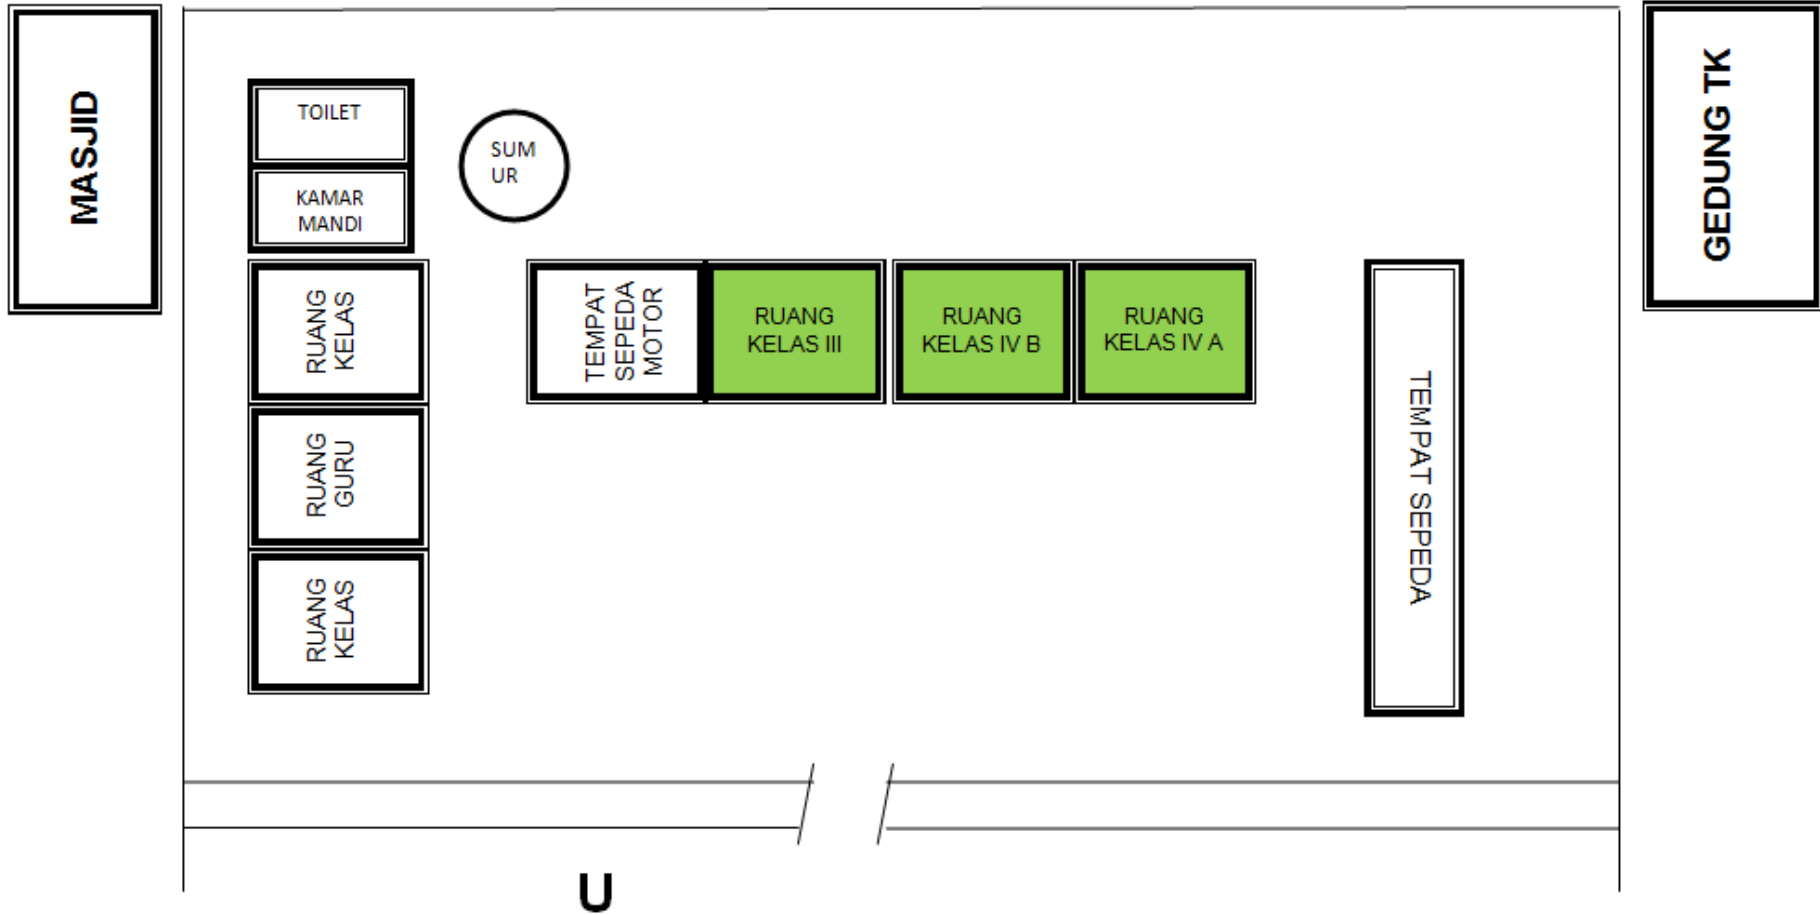 MASJID
TOILET
KAMAR
MANDI
SUM
UR
GEDUNG TK
RUANG
KELAS
TEMPAT
SEPEDA
MOTOR
RUANG
KELAS III
RUANG
KELAS IV B
RUANG
KELAS IV A
TEMPAT SEPEDA
RUANG
GURU
RUANG
KELAS
U